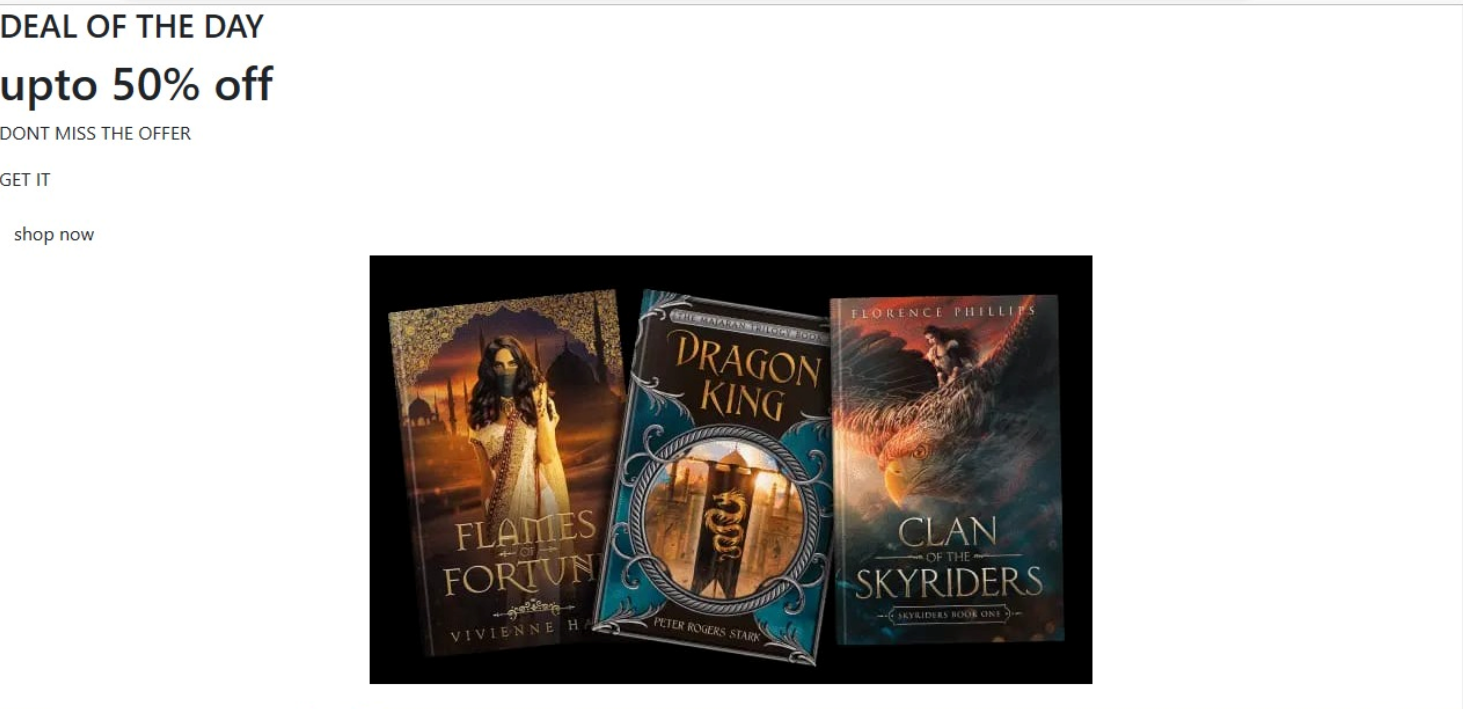 DEAL OF THE DAY
upto 50% off
DONT MISS THE OFFER
GET IT
shop now
FLAMES
OF
FORTUN
VIVIENNE HA
THE MAJARAN TRILOGY BOOK
DRAGON
KING
PETER ROGERS STARK
FLORENCE PHILLIPS
CLAN
OF THE
SKYRIDERS
SKYRIDERS BOOK ONE